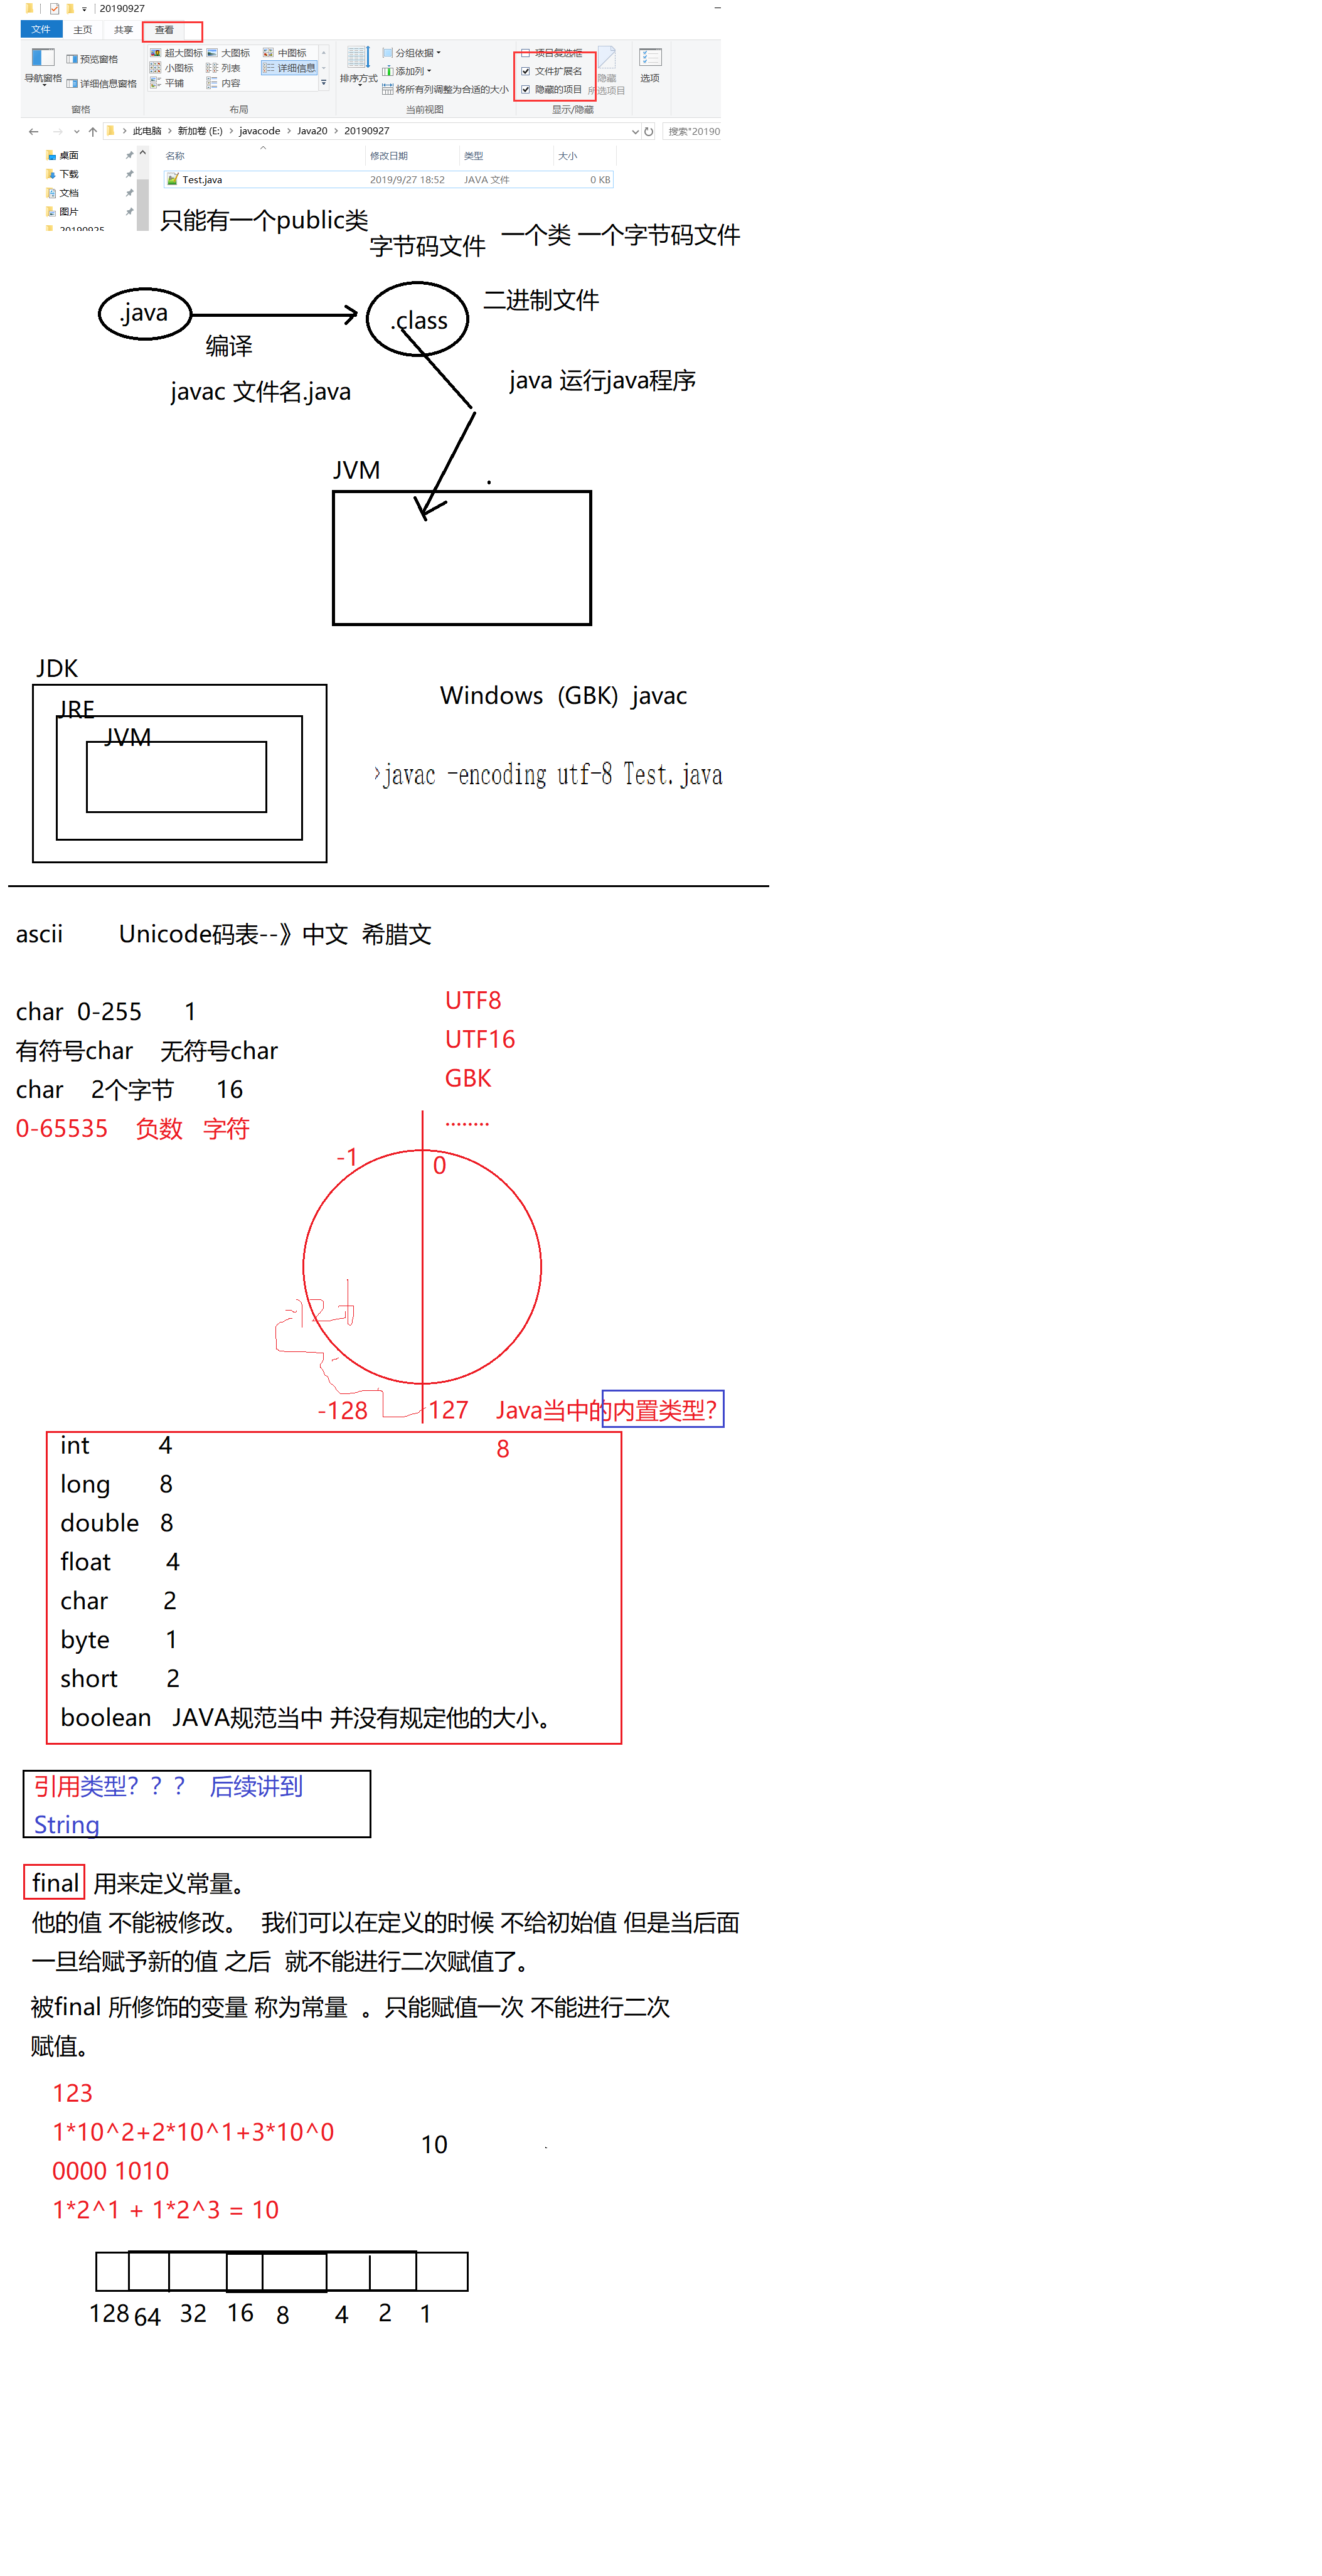 20190927
文件 主页 共享 查看
导航窗格 预览窗格 详细信息窗格
超大图标 大图标 中图标
小图标 列表 详细信息
平铺 内容
排序方式 分组依据
添加列
将所有列调整为合适的大小
项目复选框
文件扩展名
隐藏的项目
隐藏
所选项目
选项
窗格 布局 当前视图 显示/隐藏
此电脑 新加卷 (E:) javacode Java20 20190927 搜索"20190
桌面
下载
文档
图片
20190925
名称 修改日期 类型 大小
Test.java 2019/9/27 18:52 JAVA 文件 0 KB
只能有一个public类
字节码文件 一个类 一个字节码文件
二进制文件
.java .class
编译
javac 文件名.java
java 运行java程序
JVM
JDK
JRE
JVM
Windows (GBK) javac
>javac -encoding utf-8 Test.java
ascii Unicode码表--》中文 希腊文
char 0-255 1
有符号char 无符号char
char 2个字节 16
0-65535 负数 字符
UTF8
UTF16
GBK
........
-1 0
-128 127
Java当中的内置类型?
8
int 4
long 8
double 8
float 4
char 2
byte 1
short 2
boolean JAVA规范当中 并没有规定他的大小。
引用类型？？？ 后续讲到
String
final 用来定义常量。
他的值 不能被修改。 我们可以在定义的时候 不给初始值 但是当后面
一旦给赋予新的值 之后 就不能进行二次赋值了。
被final 所修饰的变量 称为常量 。只能赋值一次 不能进行二次
赋值。
123
1*10^2+2*10^1+3*10^0
10
0000 1010
1*2^1 + 1*2^3 = 10
128 64 32 16 8 4 2 1